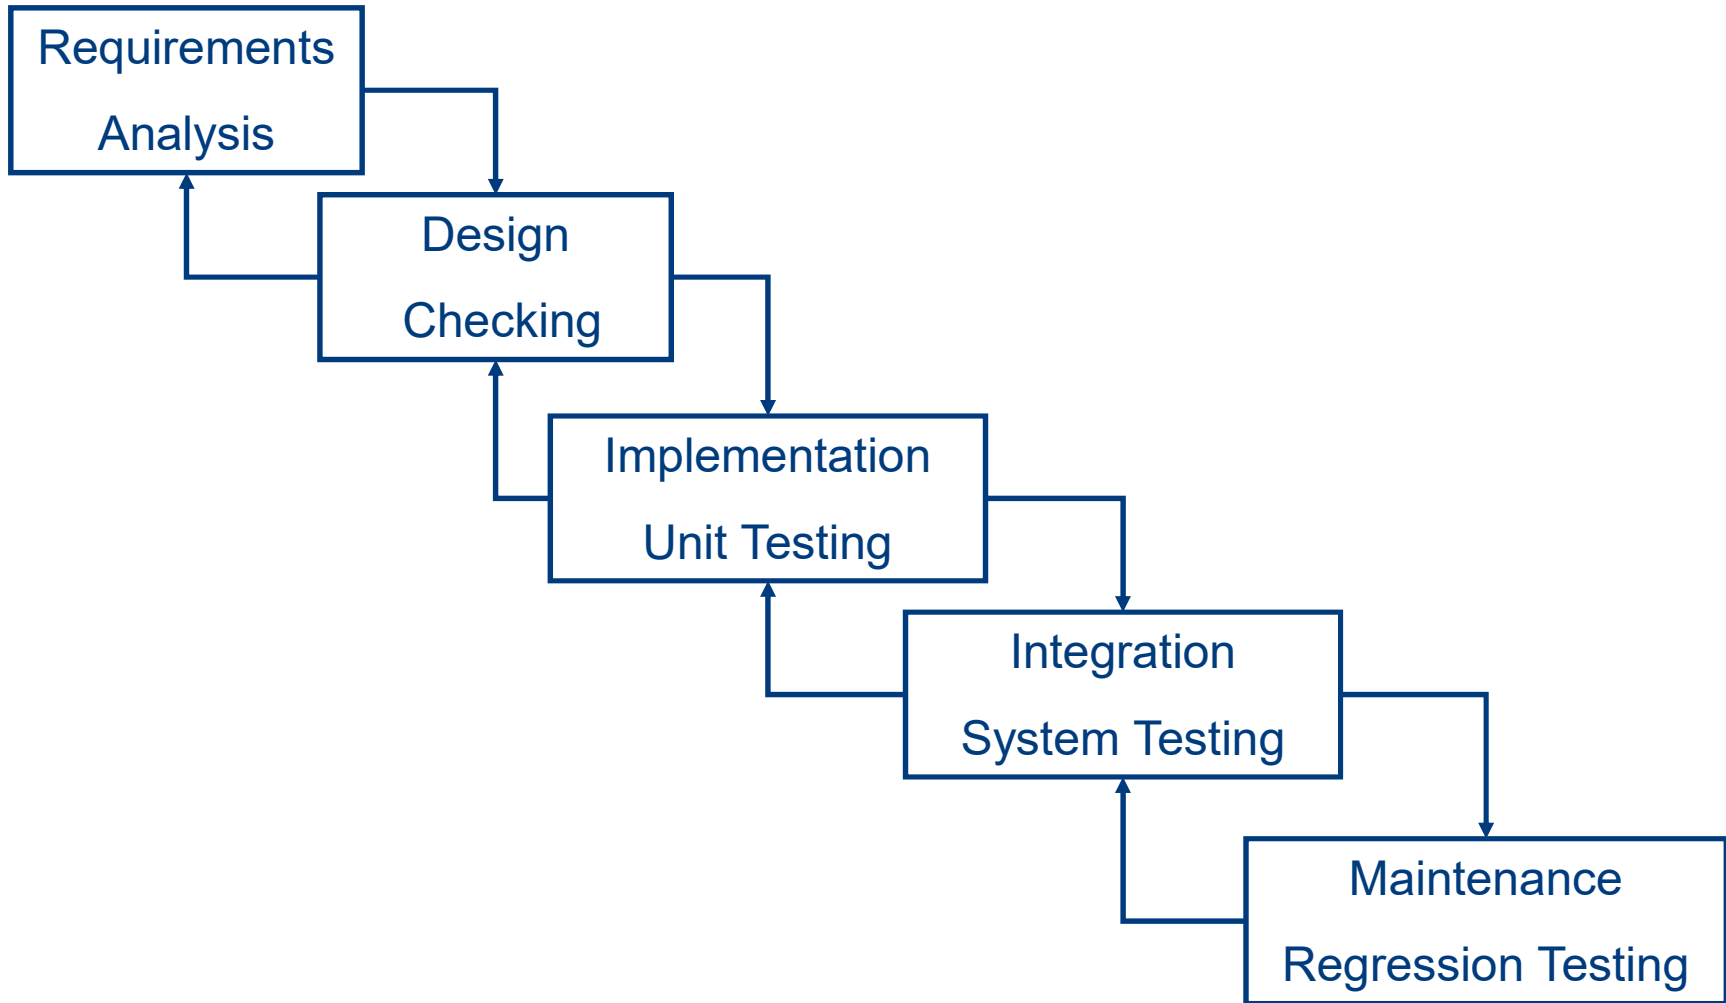 Requirements
Analysis
Design
Checking
Implementation
Unit Testing
Integration
System Testing
Maintenance
Regression Testing